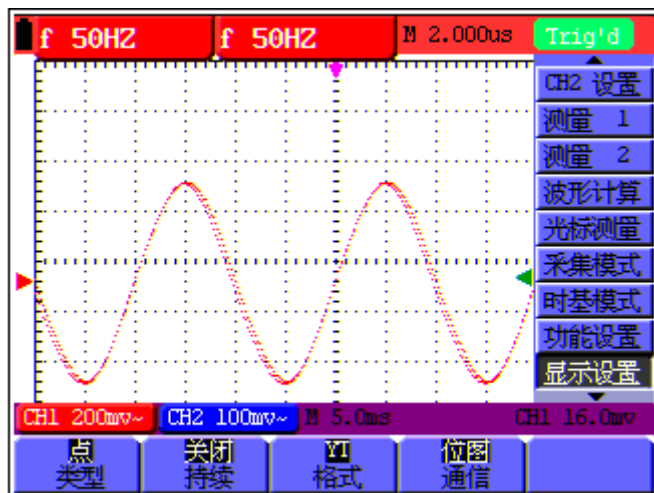 f 50HZ f 50HZ M 2.000us Trig'd
CH2 设置
测量 1
测量 2
波形计算
光标测量
采集模式
时基模式
功能设置
显示设置
CH1 200mv~ CH2 100mv~ M 5.0ms CH1 16.0mv
点 关闭 YT 位图
类型 持续 格式 通信